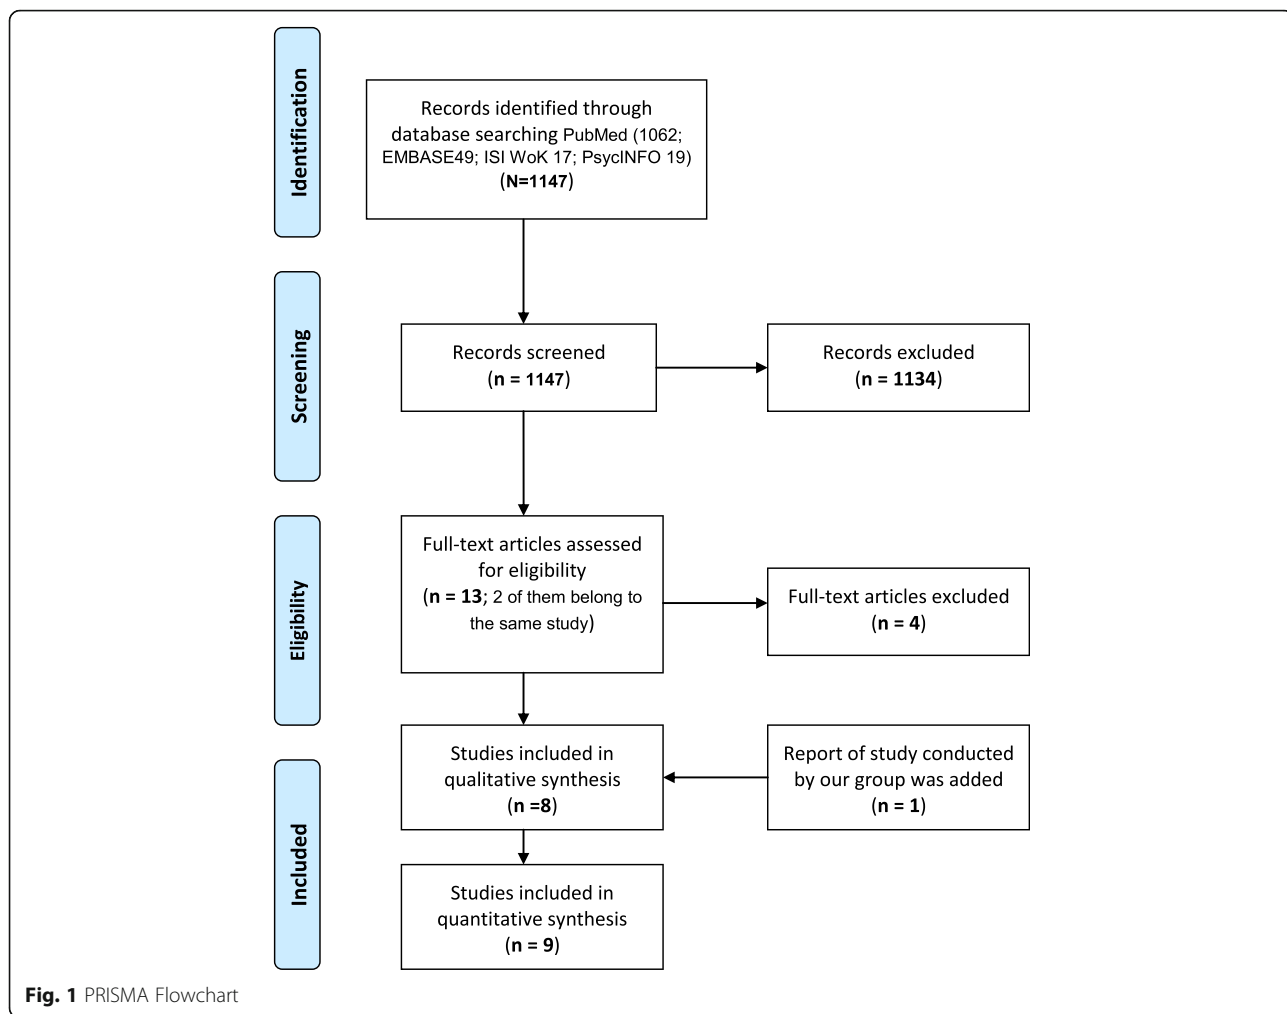 Identification
Records identified through
database searching PubMed (1062;
EMBASE49; ISI WoK 17; PsycINFO 19)
(N=1147)
Screening
Records screened
(n = 1147)
Records excluded
(n = 1134)
Eligibility
Full-text articles assessed
for eligibility
(n = 13; 2 of them belong to
the same study)
Full-text articles excluded
(n = 4)
Included
Studies included in
qualitative synthesis
(n =8)
Report of study conducted
by our group was added
(n = 1)
Studies included in
quantitative synthesis
(n = 9)
Fig. 1 PRISMA Flowchart